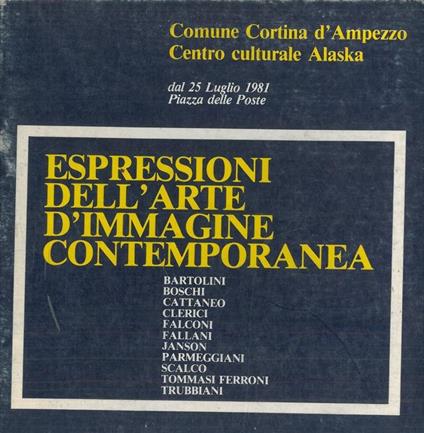 Comune Cortina d'Ampezzo
Centro culturale Alaska
dal 25 Luglio 1981
Piazza delle Poste
ESPRESSIONI
DELL'ARTE
D'IMMAGINE
CONTEMPORANEA
BARTOLINI
BOSCHI
CATTANEO
CLERICI
FALCONI
FALLANI
JANSON
PARMEGGIANI
SCALCO
TOMMASI FERRONI
TRUBBIANI